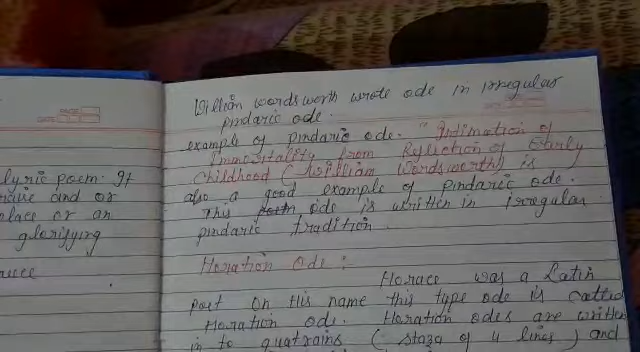 lyric poem. It
and or
place or an
glorifying
Willian wordsworth wrote ode in irregular
pindaric ode.
example of Pindaric ode. "Intimation of
Immortality from Reflection of Early
Childhood (William Wordsworth) is
also a good example of pindaric ode.
This poem ode is written in irregular
pindaric tradition.
Horation Ode :-
Horace was a Latin
poet on His name this type ode is called
Horation ode. Horation odes are written
in to quatrains (staza of 4 lines) and